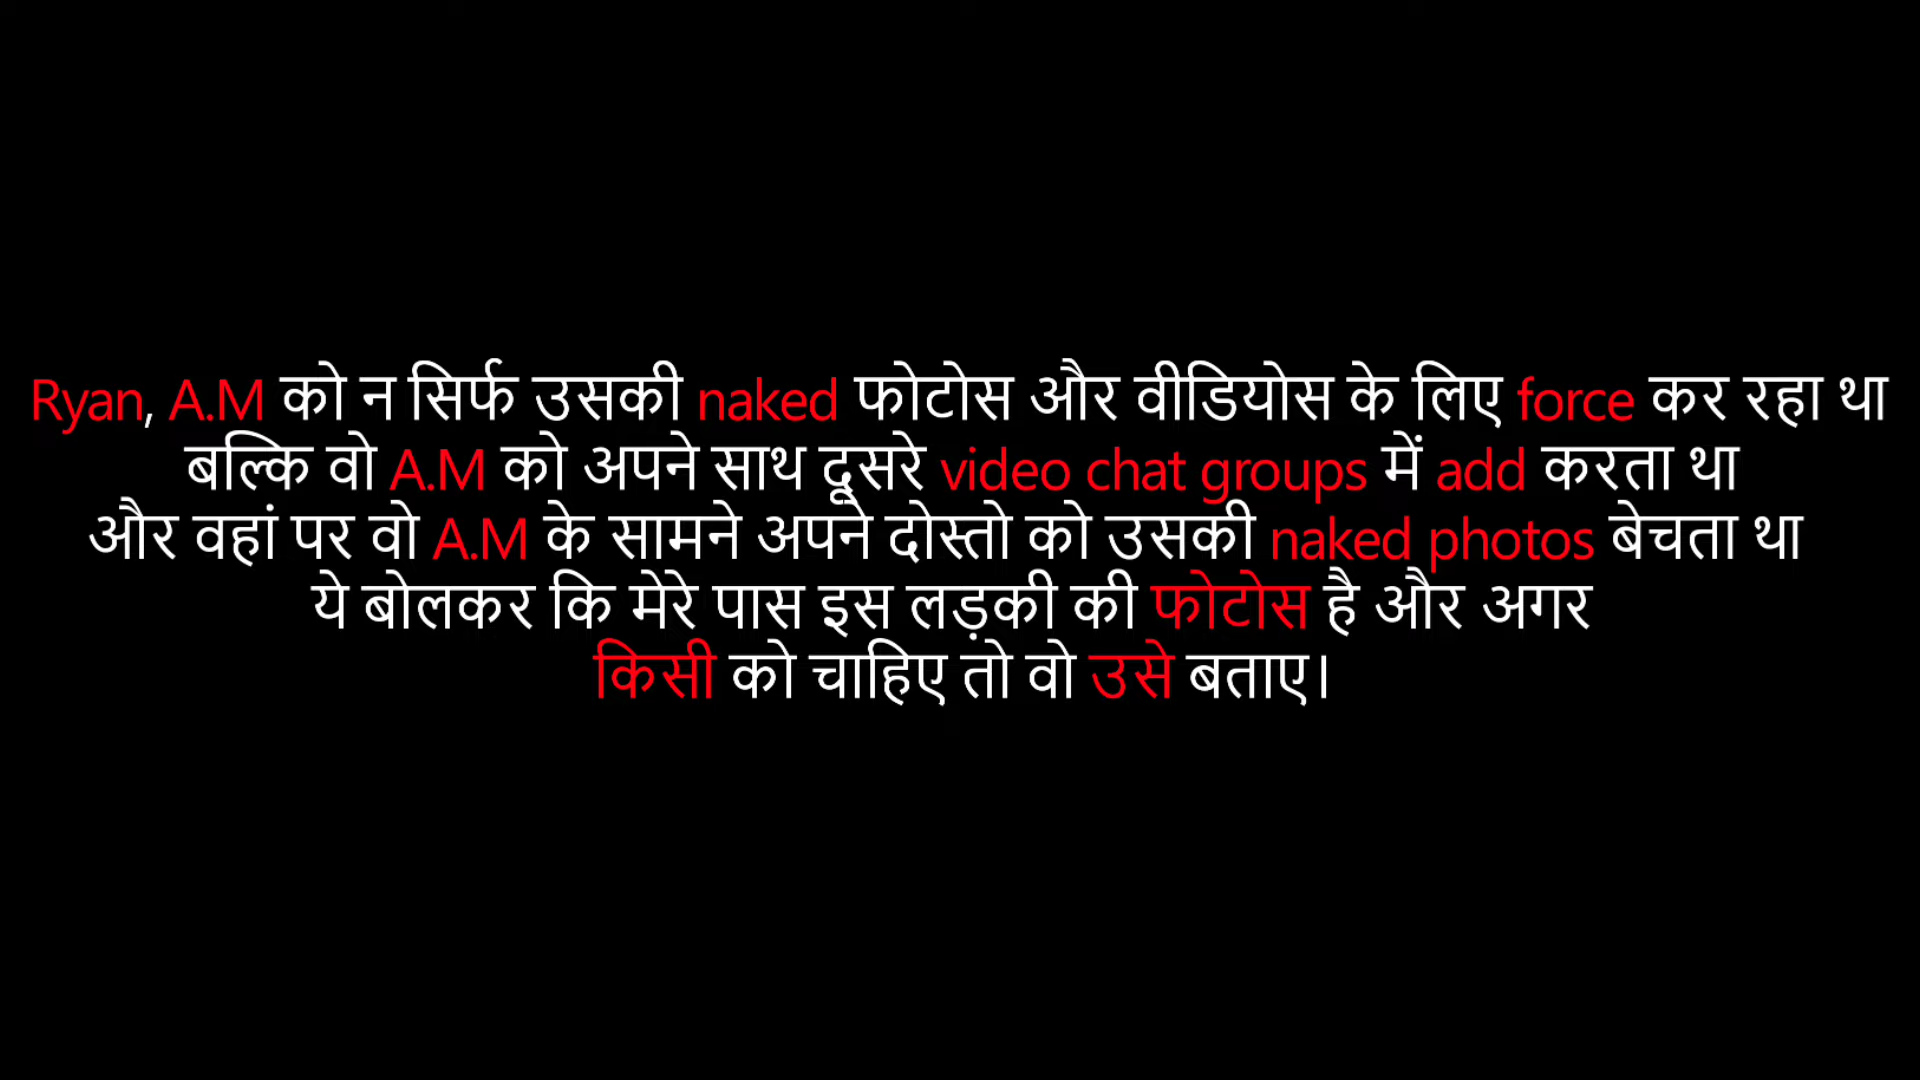 Ryan, A.M को न सिर्फ उसकी naked फोटोस और वीडियोस के लिए force कर रहा था
बल्कि वो A.M को अपने साथ दूसरे video chat groups में add करता था
और वहां पर वो A.M के सामने अपने दोस्तो को उसकी naked photos बेचता था
ये बोलकर कि मेरे पास इस लड़की की फोटोस है और अगर
किसी को चाहिए तो वो उसे बताए।